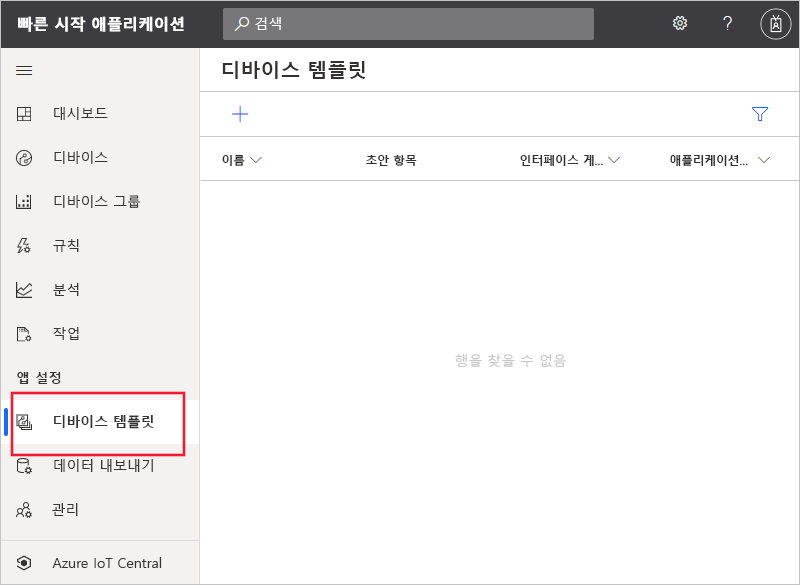 빠른 시작 애플리케이션
검색
?
디바이스 템플릿
이름
초안 항목
인터페이스 게...
애플리케이션...
행을 찾을 수 없음
대시보드
디바이스
디바이스 그룹
규칙
분석
작업
앱 설정
디바이스 템플릿
데이터 내보내기
관리
Azure IoT Central